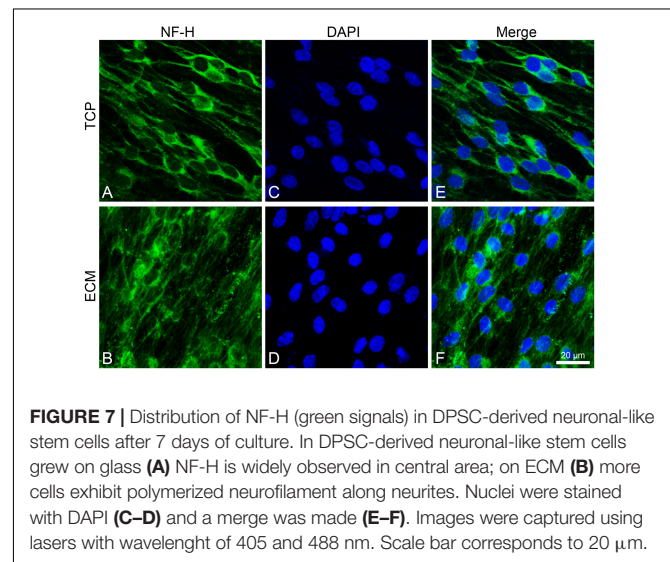 NF-H DAPI Merge
TCP
A C E
ECM
B D F
20 µm
FIGURE 7 | Distribution of NF-H (green signals) in DPSC-derived neuronal-like
stem cells after 7 days of culture. In DPSC-derived neuronal-like stem cells
grew on glass (A) NF-H is widely observed in central area; on ECM (B) more
cells exhibit polymerized neurofilament along neurites. Nuclei were stained
with DAPI (C–D) and a merge was made (E–F). Images were captured using
lasers with wavelenght of 405 and 488 nm. Scale bar corresponds to 20 µm.